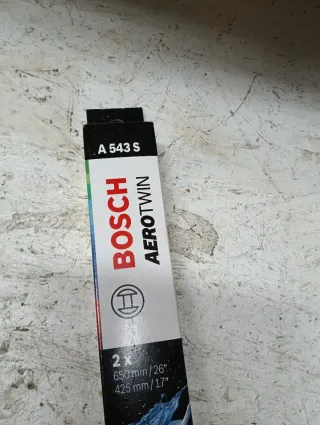 A 543 S
BOSCH
AEROTWIN
2 x
650 mm / 26"
425 mm / 17"